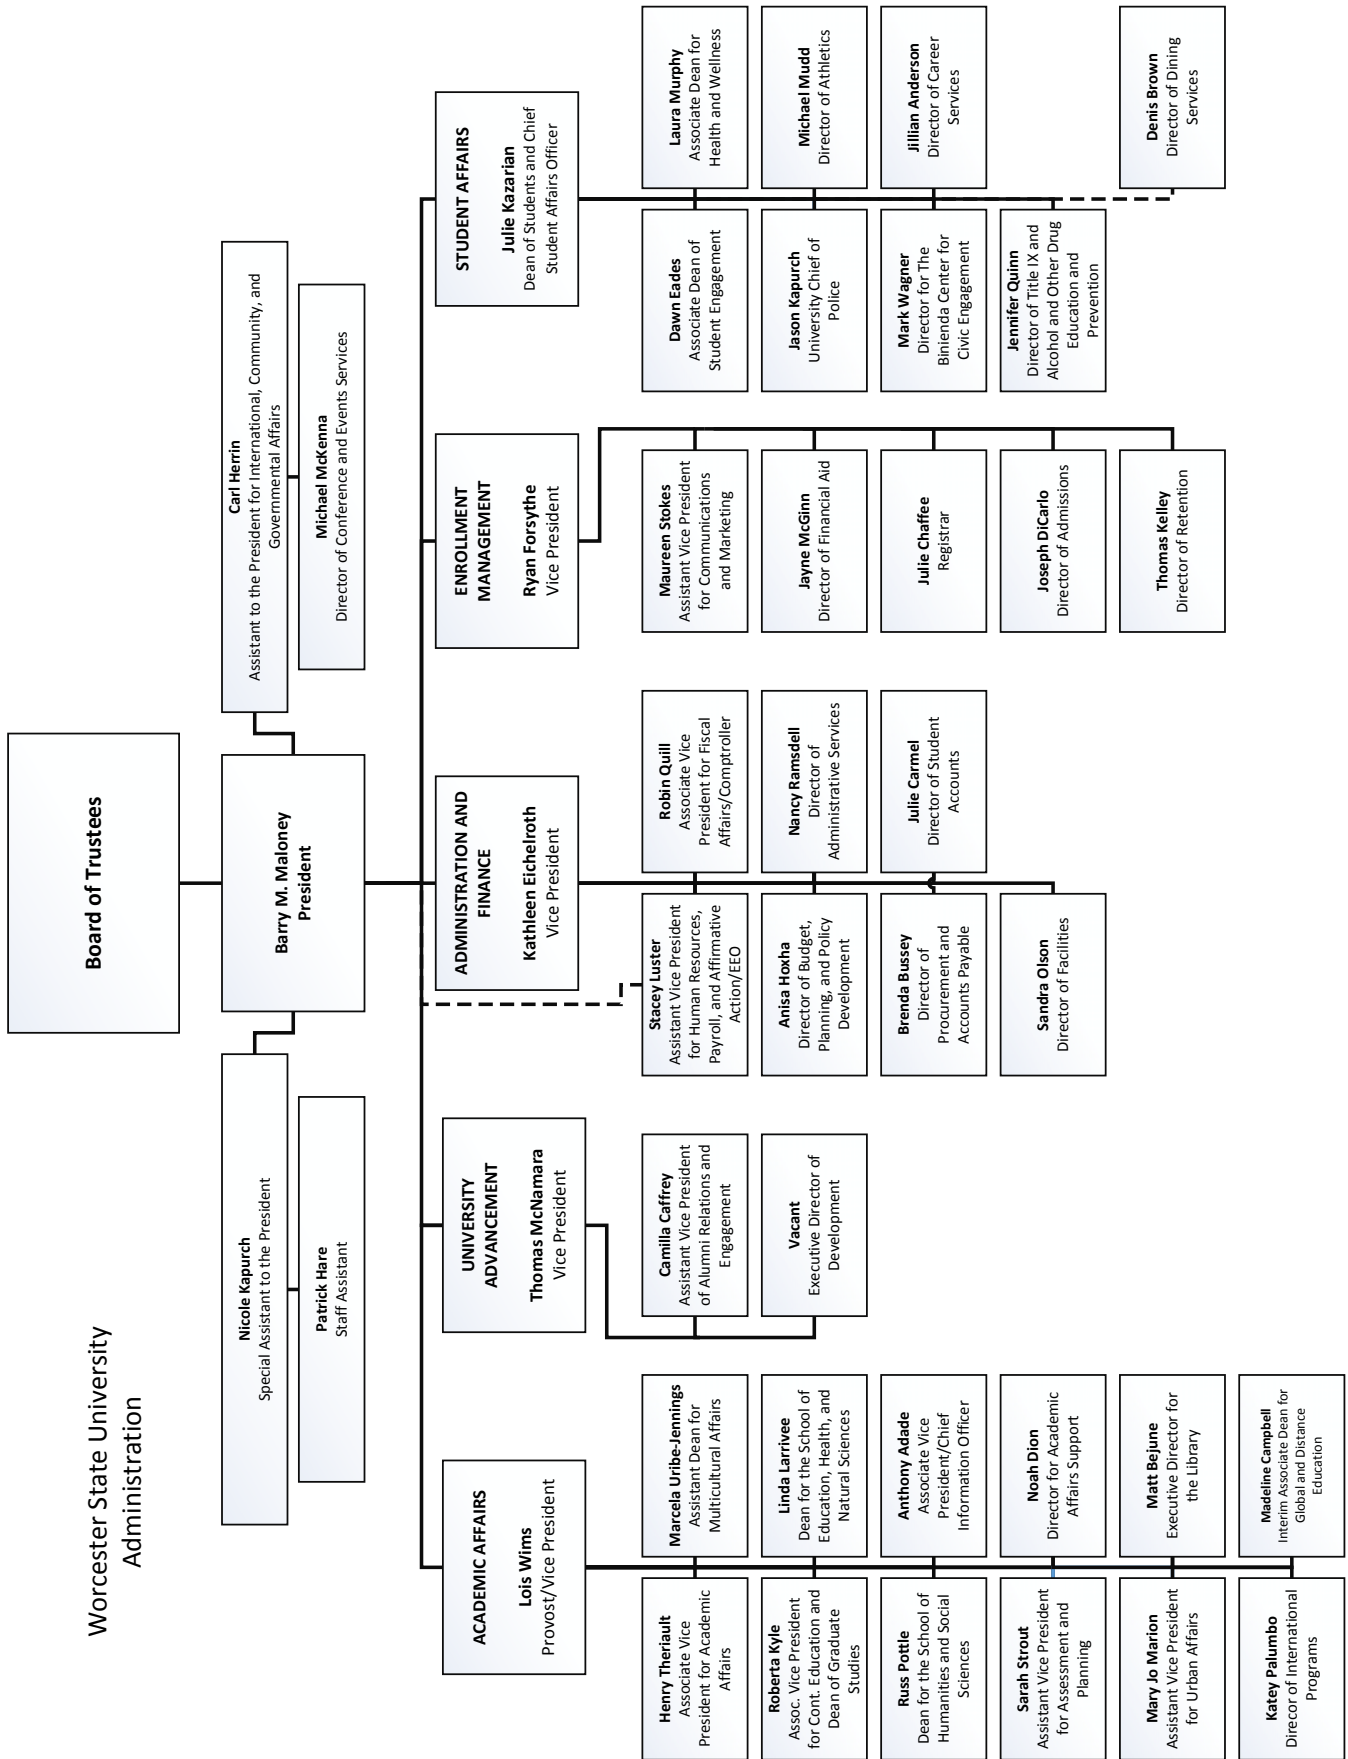 Worcester State University
Administration
Board of Trustees
Barry M. Maloney
President
Nicole Kapurch
Special Assistant to the President
Patrick Hare
Staff Assistant
Carl Herrin
Assistant to the President for International, Community, and
Governmental Affairs
Michael McKenna
Director of Conference and Events Services
ACADEMIC AFFAIRS
Lois Wims
Provost/Vice President
UNIVERSITY
ADVANCEMENT
Thomas McNamara
Vice President
ADMINISTRATION AND
FINANCE
Kathleen Eichelroth
Vice President
ENROLLMENT
MANAGEMENT
Ryan Forsythe
Vice President
STUDENT AFFAIRS
Julie Kazarian
Dean of Students and Chief
Student Affairs Officer
Henry Theriault
Associate Vice
President for Academic
Affairs
Marcela Uribe-Jennings
Assistant Dean for
Multicultural Affairs
Roberta Kyle
Assoc. Vice President
for Cont. Education and
Dean of Graduate
Studies
Linda Larrivee
Dean for the School of
Education, Health, and
Natural Sciences
Russ Pottle
Dean for the School of
Humanities and Social
Sciences
Anthony Adade
Associate Vice
President/Chief
Information Officer
Sarah Strout
Assistant Vice President
for Assessment and
Planning
Noah Dion
Director for Academic
Affairs Support
Mary Jo Marion
Assistant Vice President
for Urban Affairs
Matt Bejune
Executive Director for
the Library
Katey Palumbo
Direcor of International
Programs
Madeline Campbell
Interim Associate Dean for
Global and Distance
Education
Camilla Caffrey
Assistant Vice President
of Alumni Relations and
Engagement
Vacant
Executive Director of
Development
Stacey Luster
Assistant Vice President
for Human Resources,
Payroll, and Affirmative
Action/EEO
Robin Quill
Associate Vice
President for Fiscal
Affairs/Comptroller
Anisa Hoxha
Director of Budget,
Planning, and Policy
Development
Nancy Ramsdell
Director of
Administrative Services
Brenda Bussey
Director of
Procurement and
Accounts Payable
Julie Carmel
Director of Student
Accounts
Sandra Olson
Director of Facilities
Maureen Stokes
Assistant Vice President
for Communications
and Marketing
Jayne McGinn
Director of Financial Aid
Julie Chaffee
Registrar
Joseph DiCarlo
Director of Admissions
Thomas Kelley
Director of Retention
Dawn Eades
Associate Dean of
Student Engagement
Laura Murphy
Associate Dean for
Health and Wellness
Jason Kapurch
University Chief of
Police
Michael Mudd
Director of Athletics
Mark Wagner
Director for The
Binienda Center for
Civic Engagement
Jillian Anderson
Director of Career
Services
Jennifer Quinn
Director of Title IX and
Alcohol and Other Drug
Education and
Prevention
Denis Brown
Director of Dining
Services